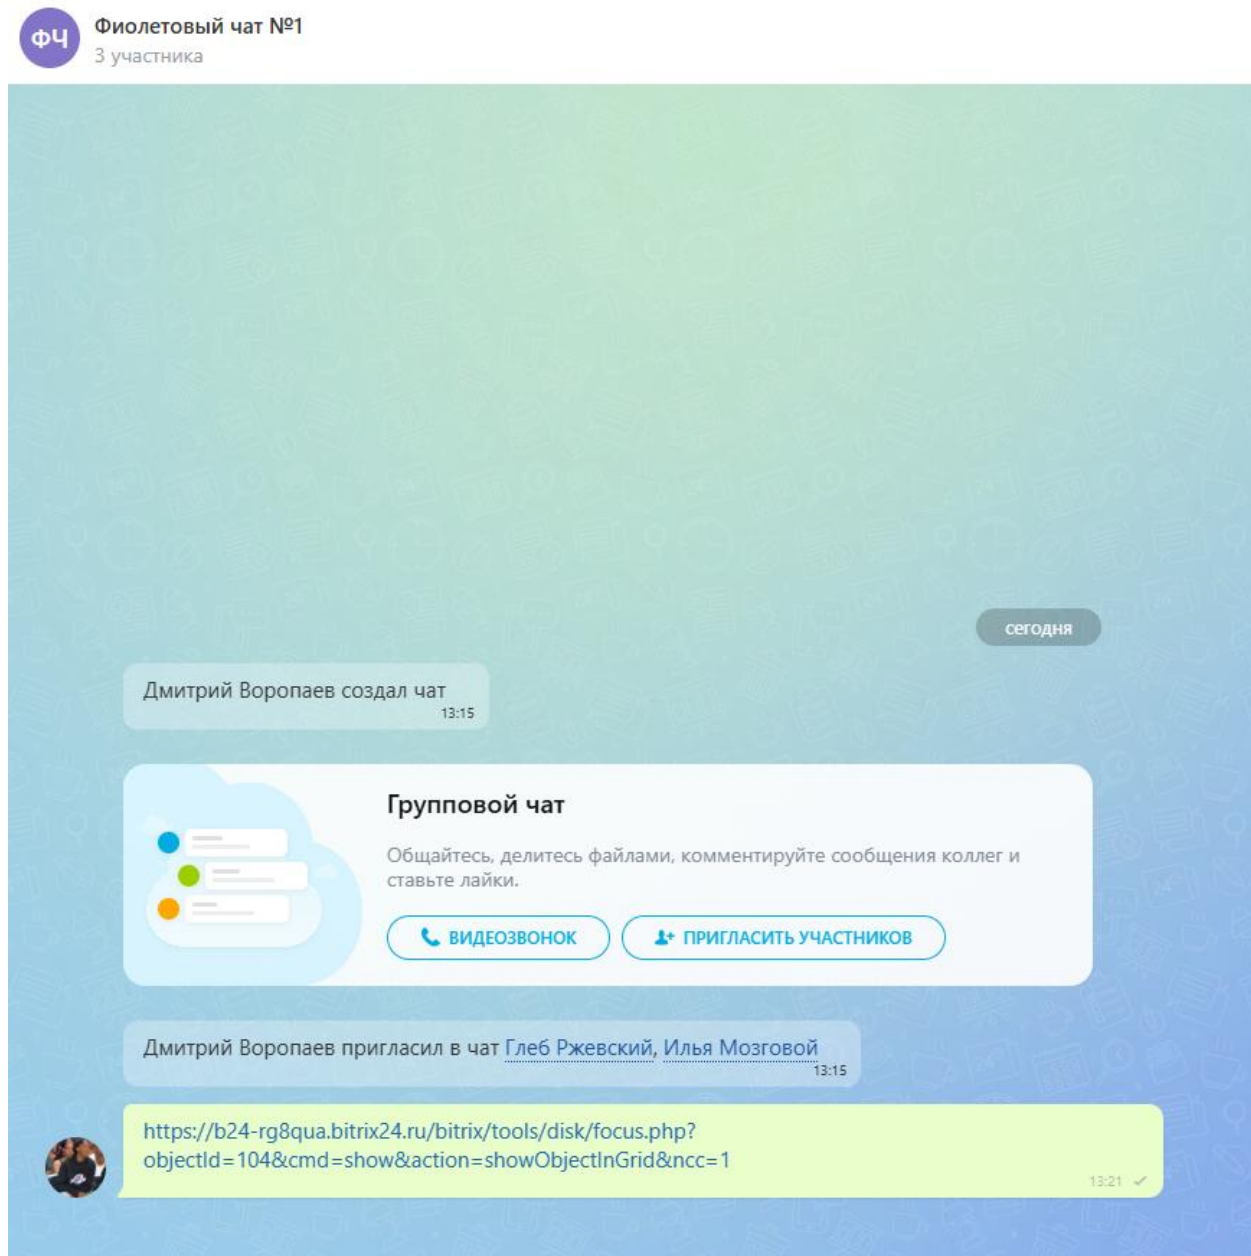 ФЧ
Фиолетовый чат №1
3 участника
сегодня
Дмитрий Воропаев создал чат
13:15
Групповой чат
Общайтесь, делитесь файлами, комментируйте сообщения коллег и
ставьте лайки.
ВИДЕОЗВОНОК
ПРИГЛАСИТЬ УЧАСТНИКОВ
Дмитрий Воропаев пригласил в чат Глеб Ржевский, Илья Мозговой
13:15
https://b24-rg8qua.bitrix24.ru/bitrix/tools/disk/focus.php?
objectId=104&cmd=show&action=showObjectInGrid&ncc=1
13:21